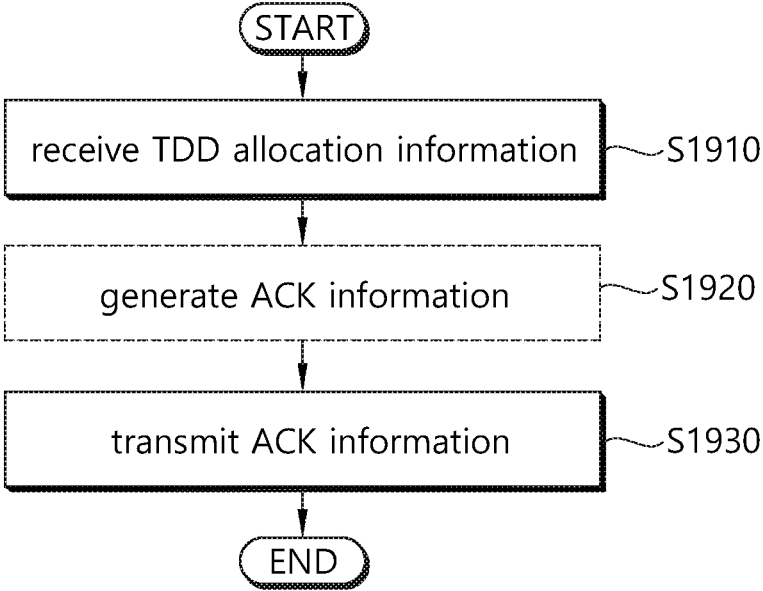 START
receive TDD allocation information
S1910
generate ACK information
S1920
transmit ACK information
S1930
END